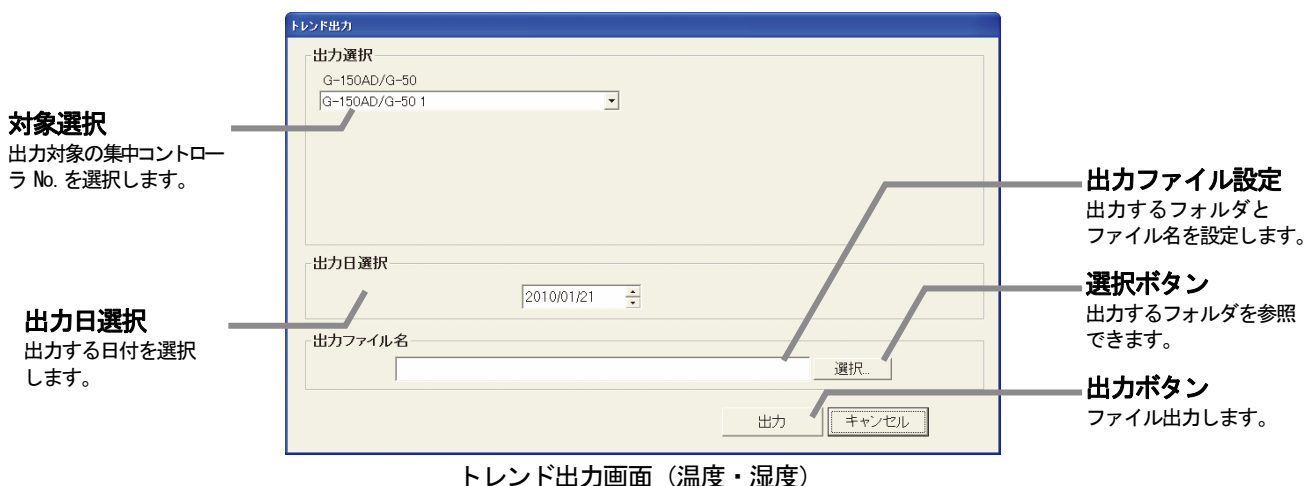 トレンド出力
出力選択
G-150AD/G-50
G-150AD/G-50 1
対象選択
出力対象の集中コントロー
ラ No. を選択します。
出力ファイル設定
出力するフォルダと
ファイル名を設定します。
出力日選択
2010/01/21
選択ボタン
出力するフォルダを参照
できます。
出力日選択
出力する日付を選択
します。
出力ファイル名
選択...
出力ボタン
ファイル出力します。
出力
キャンセル
トレンド出力画面（温度・湿度）